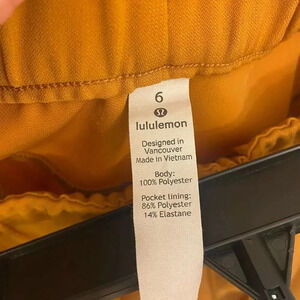 6
lululemon
Designed in
Vancouver
Made in Vietnam
Body:
100% Polyester
Pocket lining:
86% Polyester
14% Elastane